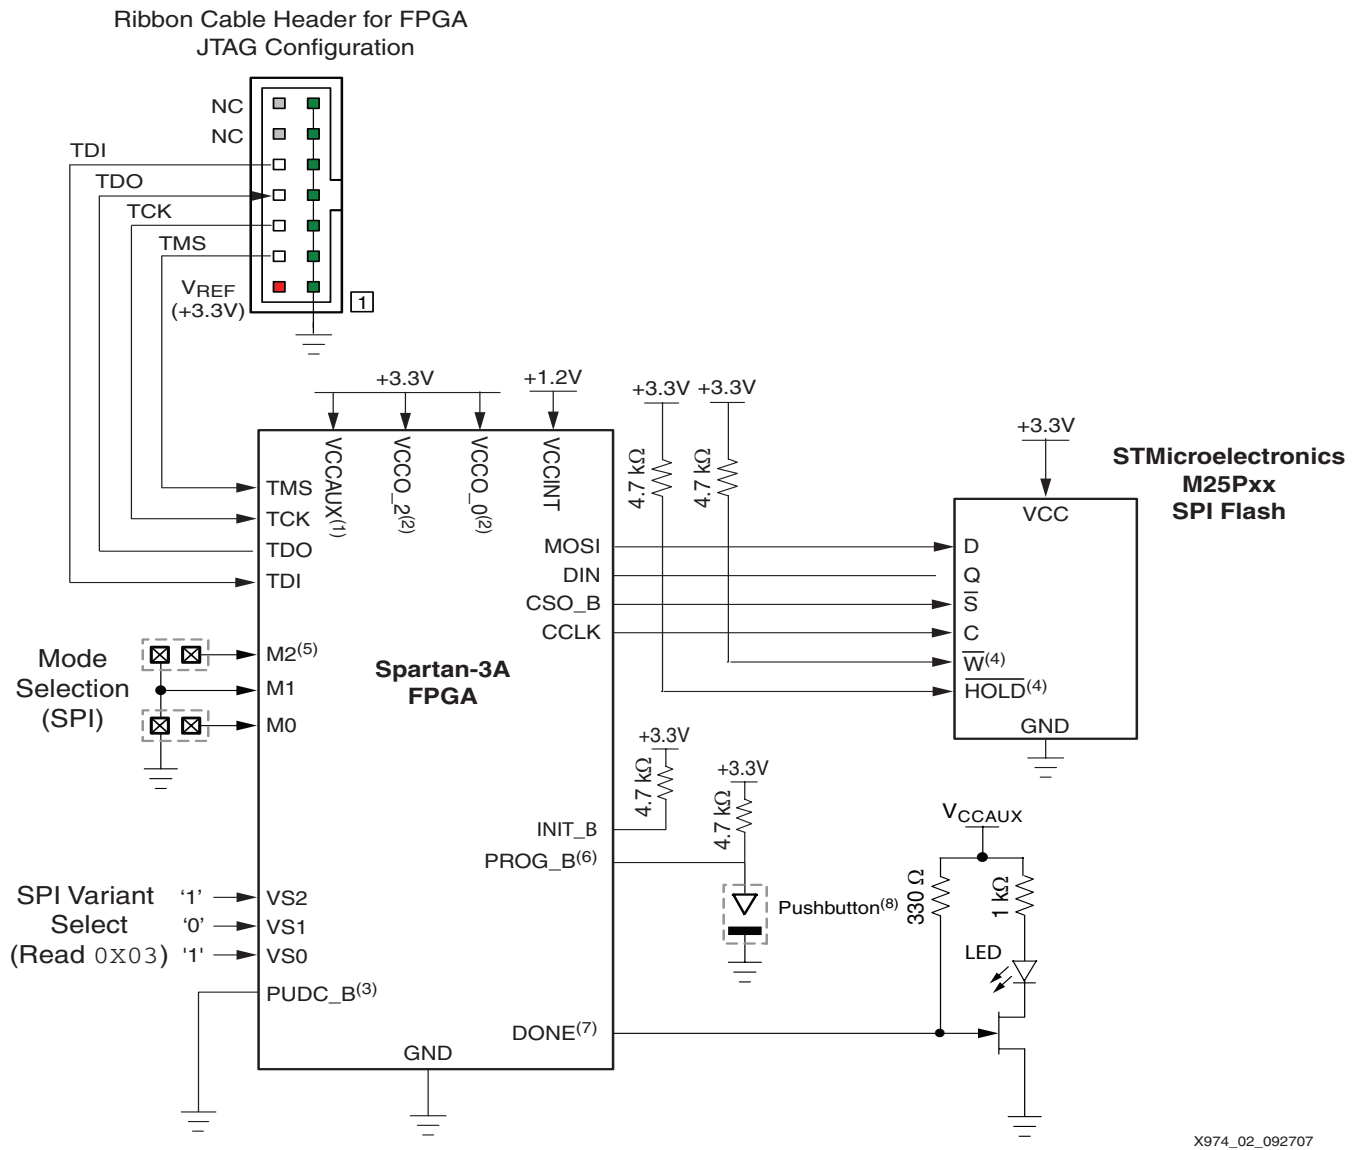 Ribbon Cable Header for FPGA
JTAG Configuration
NC
NC
TDI
TDO
TCK
TMS
VREF
(+3.3V)
1
+3.3V
+1.2V
+3.3V
+3.3V
+3.3V
4.7 kΩ
4.7 kΩ
STMicroelectronics
M25Pxx
SPI Flash
VCCAUX(1)
VCCO_2(2)
VCCO_0(2)
VCCINT
VCC
TMS
TCK
TDO
TDI
MOSI
DIN
CSO_B
CCLK
D
Q
S̅
C
W̅(4)
H̅O̅L̅D̅(4)
GND
Mode
Selection
(SPI)
M2(5)
M1
M0
Spartan-3A
FPGA
+3.3V
4.7 kΩ
+3.3V
4.7 kΩ
INIT_B
PROG_B(6)
Pushbutton(8)
VCCAUX
330 Ω
1 kΩ
LED
SPI Variant
Select
(Read 0X03)
'1'
'0'
'1'
VS2
VS1
VS0
PUDC_B(3)
DONE(7)
GND
X974_02_092707